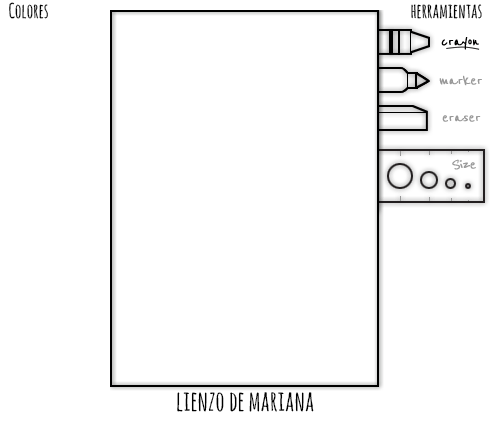 Colores
herramientas
crayon
marker
eraser
Size
LIENZO DE MARIANA